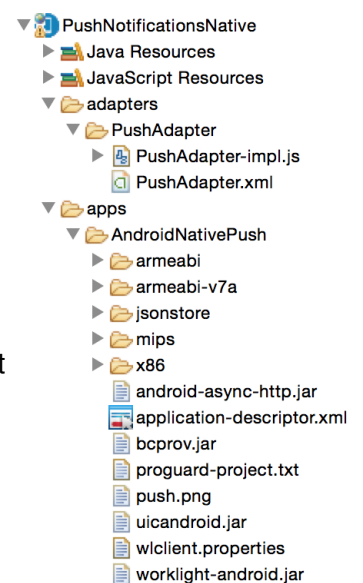 PushNotificationsNative
Java Resources
JavaScript Resources
adapters
PushAdapter
PushAdapter-impl.js
PushAdapter.xml
apps
AndroidNativePush
armeabi
armeabi-v7a
jsonstore
mips
t
x86
android-async-http.jar
application-descriptor.xml
bcprov.jar
proguard-project.txt
push.png
uicandroid.jar
wlclient.properties
worklight-android.jar